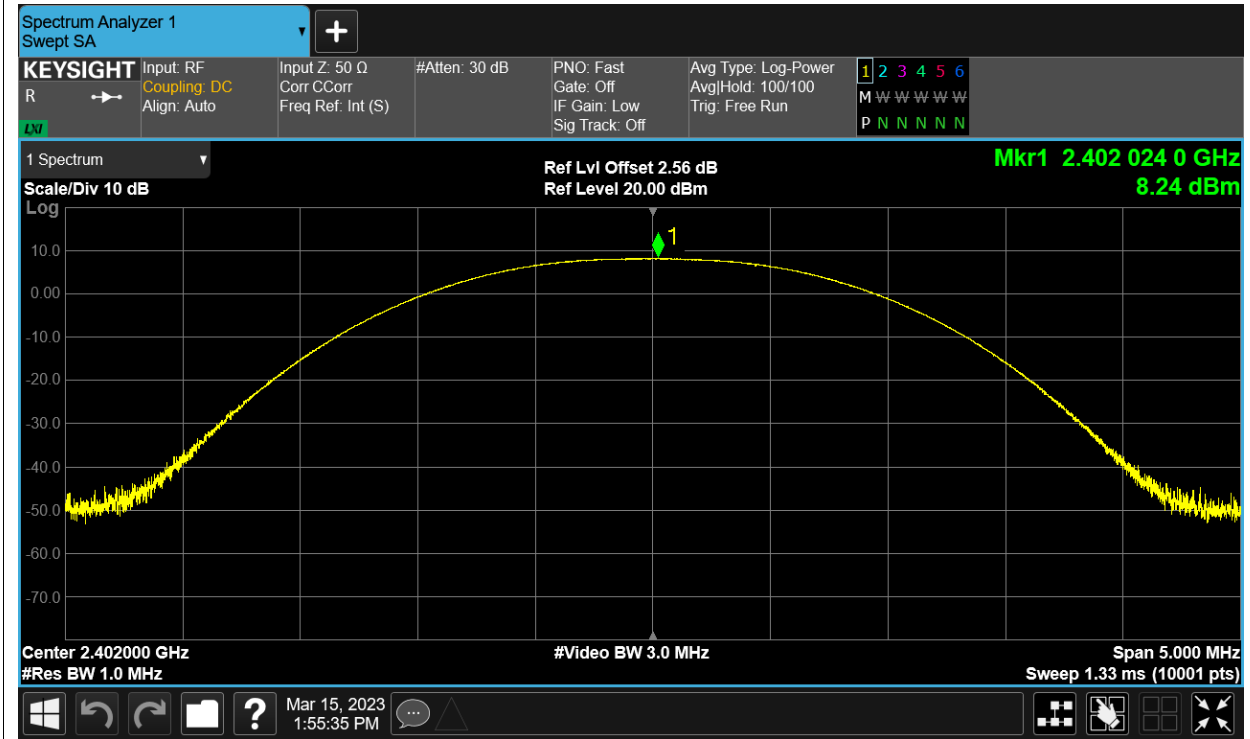 Spectrum Analyzer 1
Swept SA
KEYSIGHT
R
LXI
Input: RF
Coupling: DC
Align: Auto
Input Z: 50 Ω
Corr CCorr
Freq Ref: Int (S)
#Atten: 30 dB
PNO: Fast
Gate: Off
IF Gain: Low
Sig Track: Off
Avg Type: Log-Power
Avg|Hold: 100/100
Trig: Free Run
1 2 3 4 5 6
M W W W W W W
P N N N N N N
1 Spectrum
Scale/Div 10 dB
Log
Ref Lvl Offset 2.56 dB
Ref Level 20.00 dBm
Mkr1 2.402 024 0 GHz
8.24 dBm
1
10.0
0.00
-10.0
-20.0
-30.0
-40.0
-50.0
-60.0
-70.0
Center 2.402000 GHz
#Video BW 3.0 MHz
Span 5.000 MHz
#Res BW 1.0 MHz
Sweep 1.33 ms (10001 pts)
?
Mar 15, 2023
1:55:35 PM